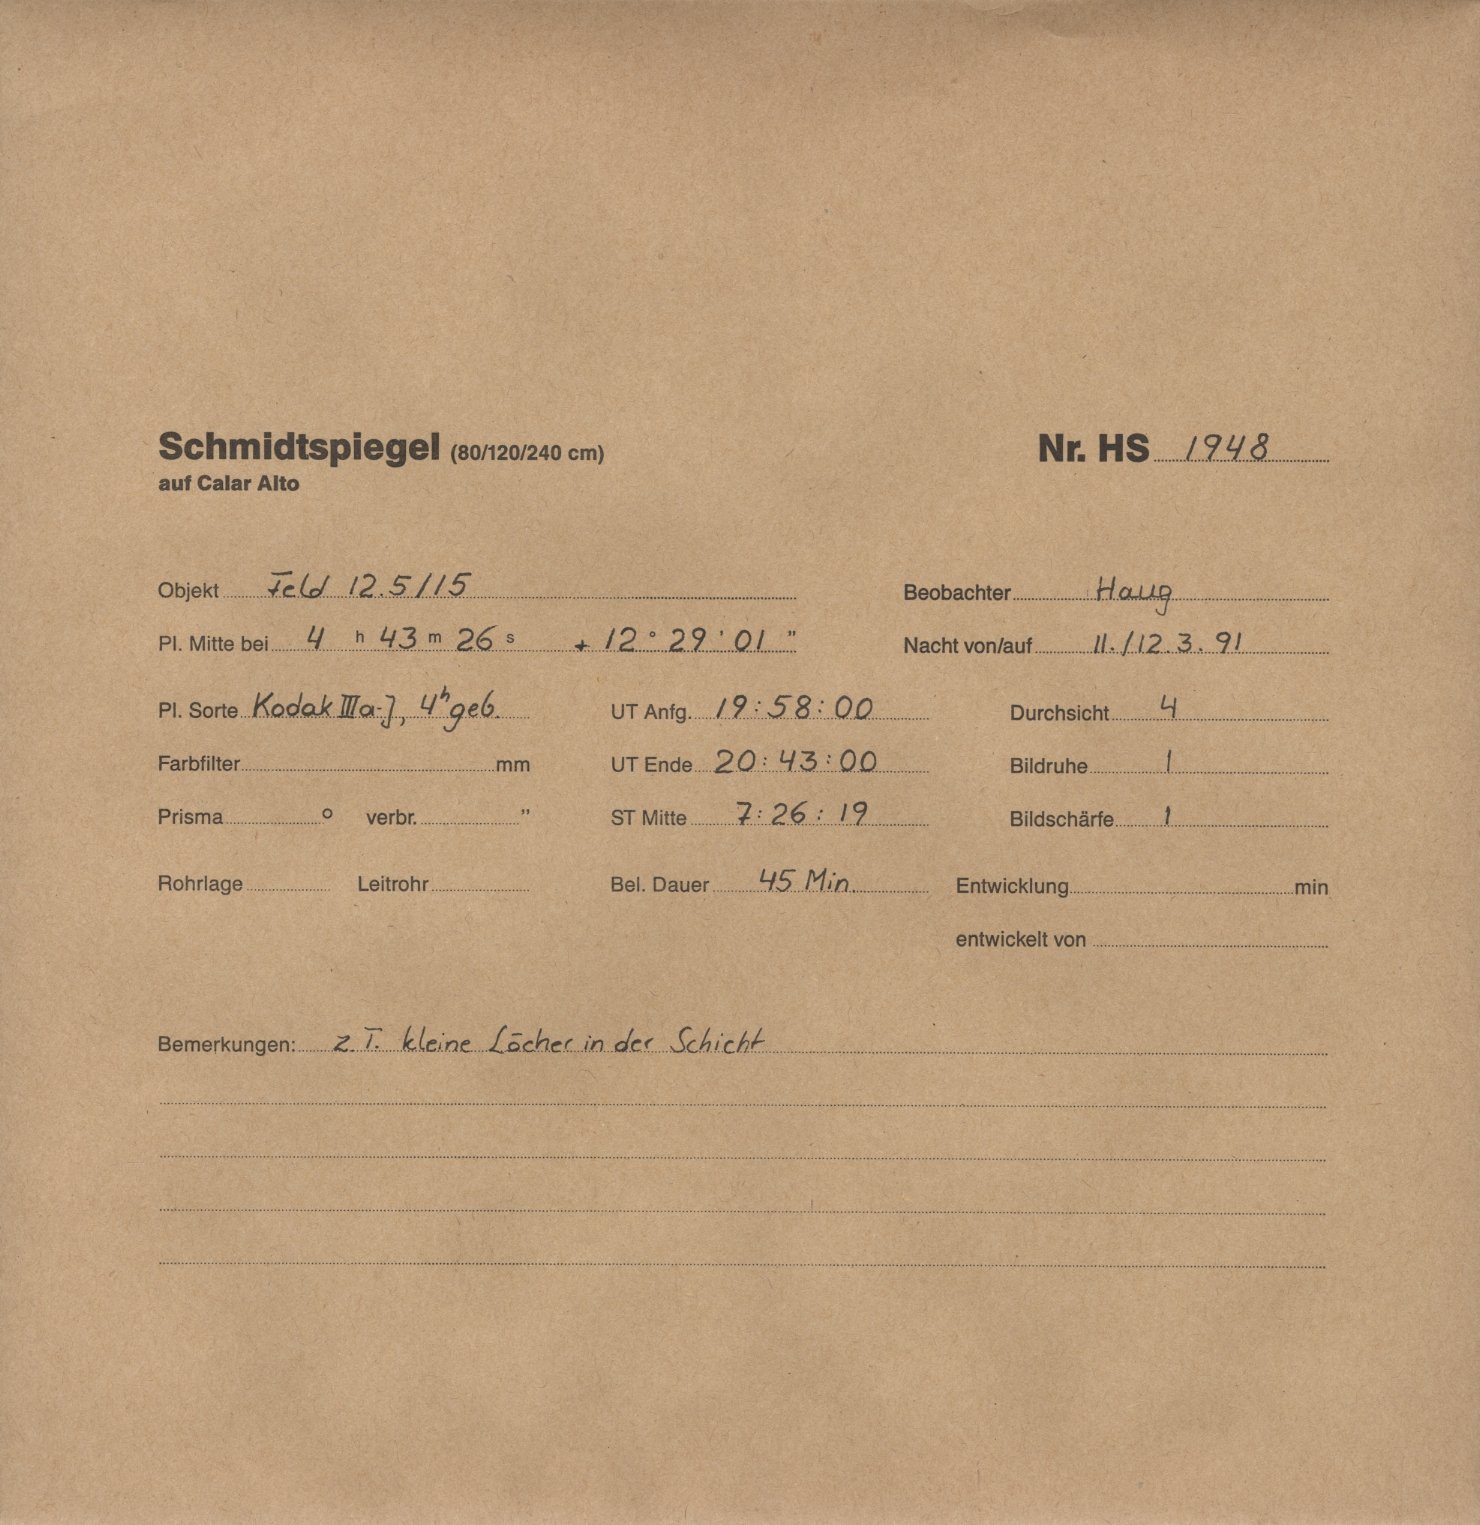 Schmidtspiegel (80/120/240 cm) Nr. HS 1948
auf Calar Alto
Objekt Feld 12.5/15 Beobachter Haug
Pl. Mitte bei 4 h 43 m 26 s + 12 ° 29 ' 01 " Nacht von/auf 11./12.3.91
Pl. Sorte Kodak IIIa-J, 4h geb. UT Anfg. 19:58:00 Durchsicht 4
Farbfilter mm UT Ende 20:43:00 Bildruhe 1
Prisma ° verbr. " ST Mitte 7:26:19 Bildschärfe 1
Rohrlage Leitrohr Bel. Dauer 45 Min. Entwicklung min
entwickelt von
Bemerkungen: z.T. kleine Löcher in der Schicht